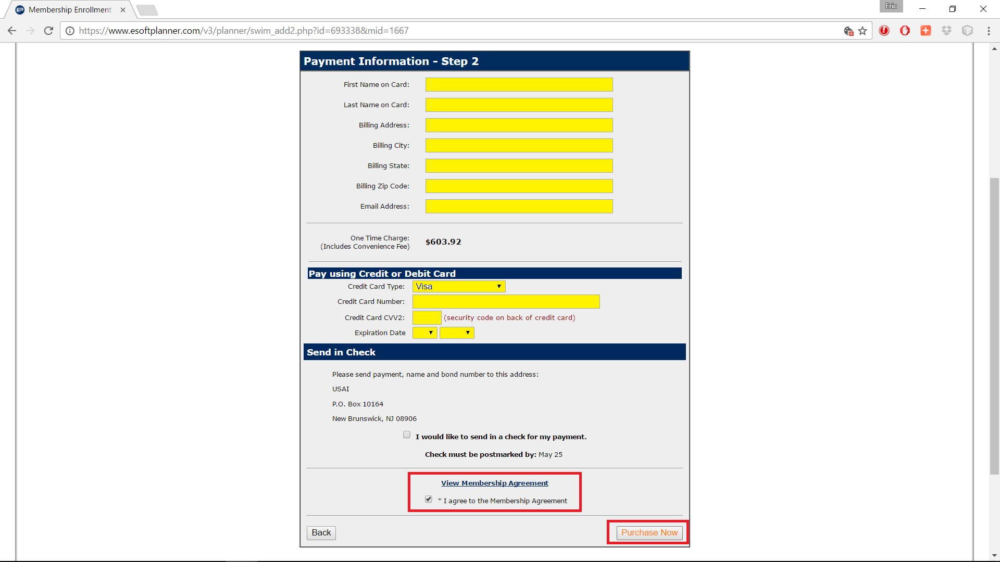 Membership Enrollment
Eric
https://www.esoftplanner.com/v3/planner/swim_add2.php?id=693338&mid=1667
Payment Information - Step 2
First Name on Card:
Last Name on Card:
Billing Address:
Billing City:
Billing State:
Billing Zip Code:
Email Address:
One Time Charge:
(Includes Convenience Fee)
$603.92
Pay using Credit or Debit Card
Credit Card Type: Visa
Credit Card Number:
Credit Card CVV2: (security code on back of credit card)
Expiration Date
Send in Check
Please send payment, name and bond number to this address:
USAI
P.O. Box 10164
New Brunswick, NJ 08906
I would like to send in a check for my payment.
Check must be postmarked by: May 25
View Membership Agreement
* I agree to the Membership Agreement
Back
Purchase Now